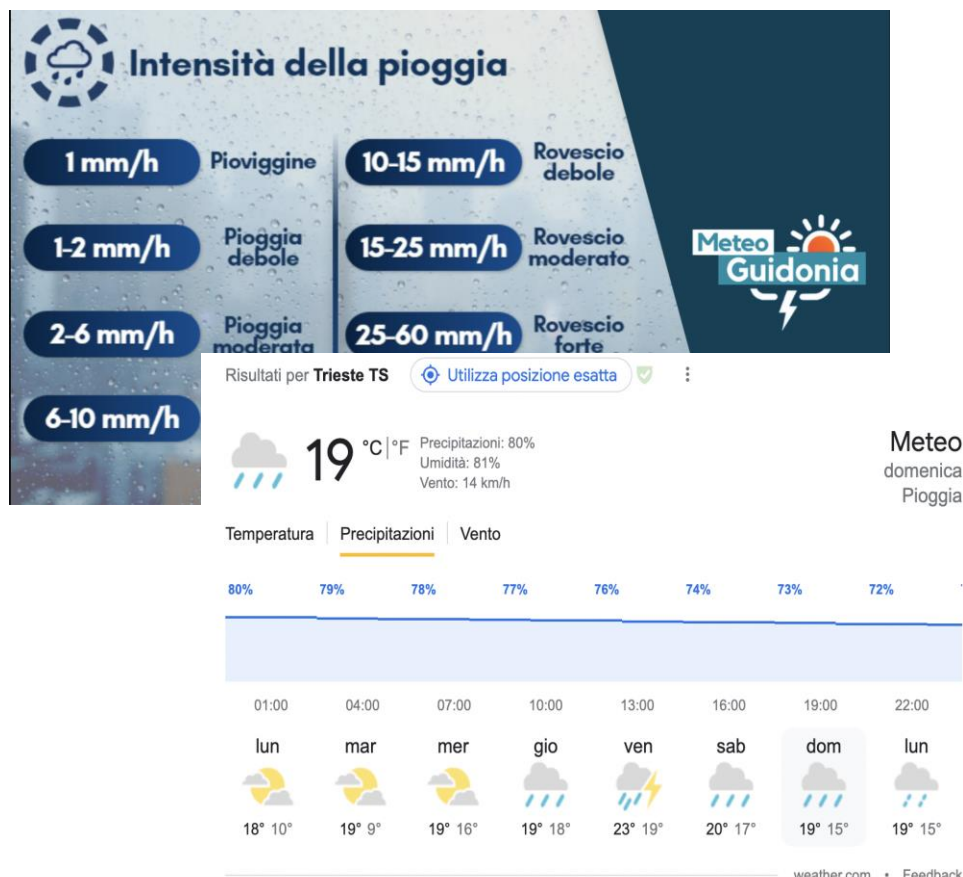 Intensità della pioggia
1 mm/h Pioviggine 10-15 mm/h Rovescio debole
1-2 mm/h Pioggia debole 15-25 mm/h Rovescio moderato
2-6 mm/h Pioggia moderata 25-60 mm/h Rovescio forte
6-10 mm/h
Meteo
Guidonia
Risultati per Trieste TS Utilizza posizione esatta
19 °C | °F
Precipitazioni: 80%
Umidità: 81%
Vento: 14 km/h
Meteo
domenica
Pioggia
Temperatura Precipitazioni Vento
80% 79% 78% 77% 76% 74% 73% 72%
01:00 04:00 07:00 10:00 13:00 16:00 19:00 22:00
lun mar mer gio ven sab dom lun
18° 10° 19° 9° 19° 16° 19° 18° 23° 19° 20° 17° 19° 15° 19° 15°
weather.com • Feedback